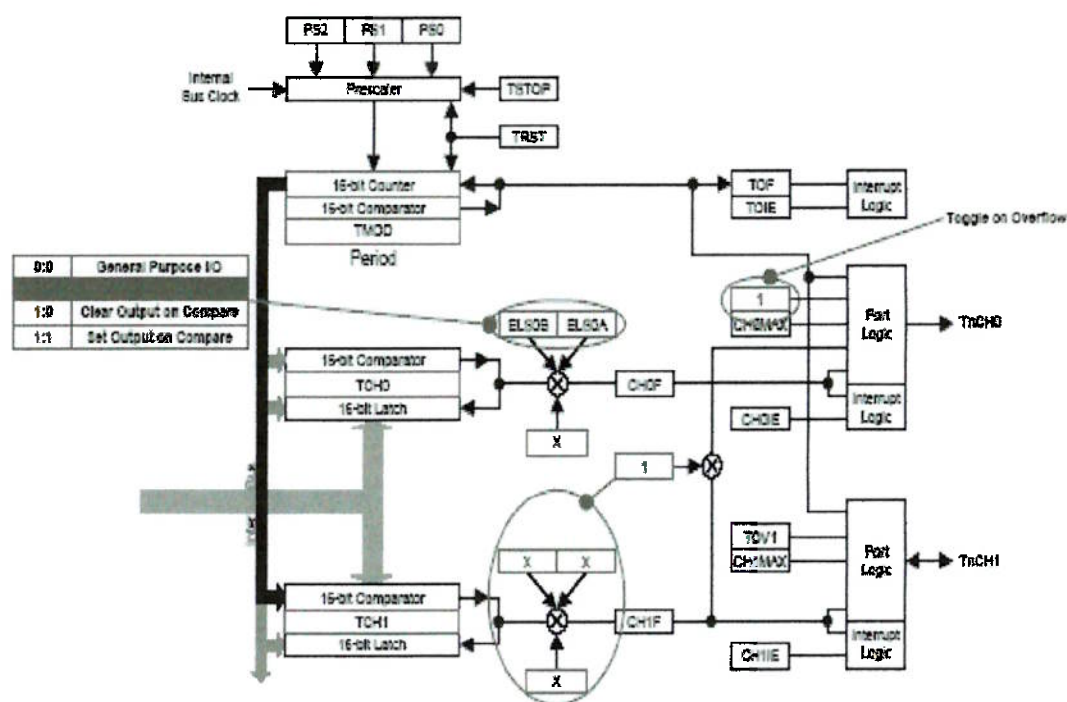 PS2 PS1 PS0
Internal
Bus Clock
Prescaler
TSTOP
TRST
16-bit Counter
16-bit Comparator
TMOD
Period
TOF
TOIE
Interrupt
Logic
Toggle on Overflow
0:0 General Purpose I/O
1:0 Clear Output on Compare
1:1 Set Output on Compare
ELS0B ELS0A
1
CH0MAX
Port
Logic
TnCH0
16-bit Comparator
TCH0
16-bit Latch
X
CH0F
X
CH0IE
Interrupt
Logic
1
X
TOV1
CH1MAX
Port
Logic
TnCH1
X X
16-bit Comparator
TCH1
16-bit Latch
X
CH1F
X
CH1IE
Interrupt
Logic